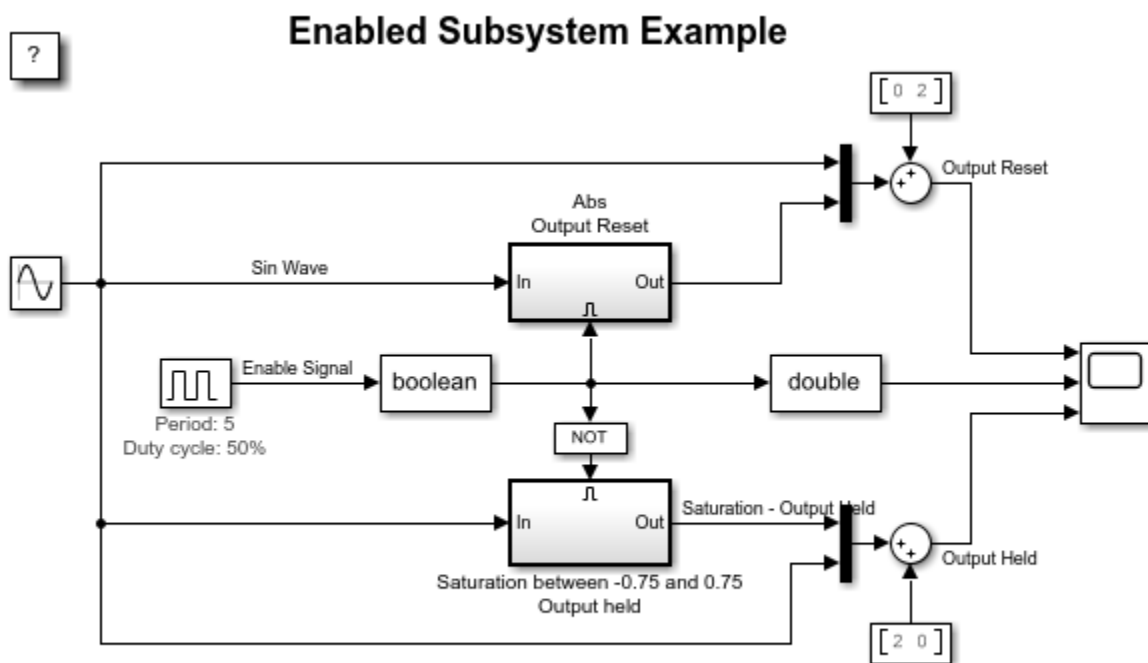 Enabled Subsystem Example
?
[ 0 2 ]
Output Reset
Abs
Output Reset
Sin Wave
In
Out
Enable Signal
boolean
double
Period: 5
Duty cycle: 50%
NOT
Saturation - Output Held
In
Out
Output Held
Saturation between -0.75 and 0.75
Output held
[ 2 0 ]